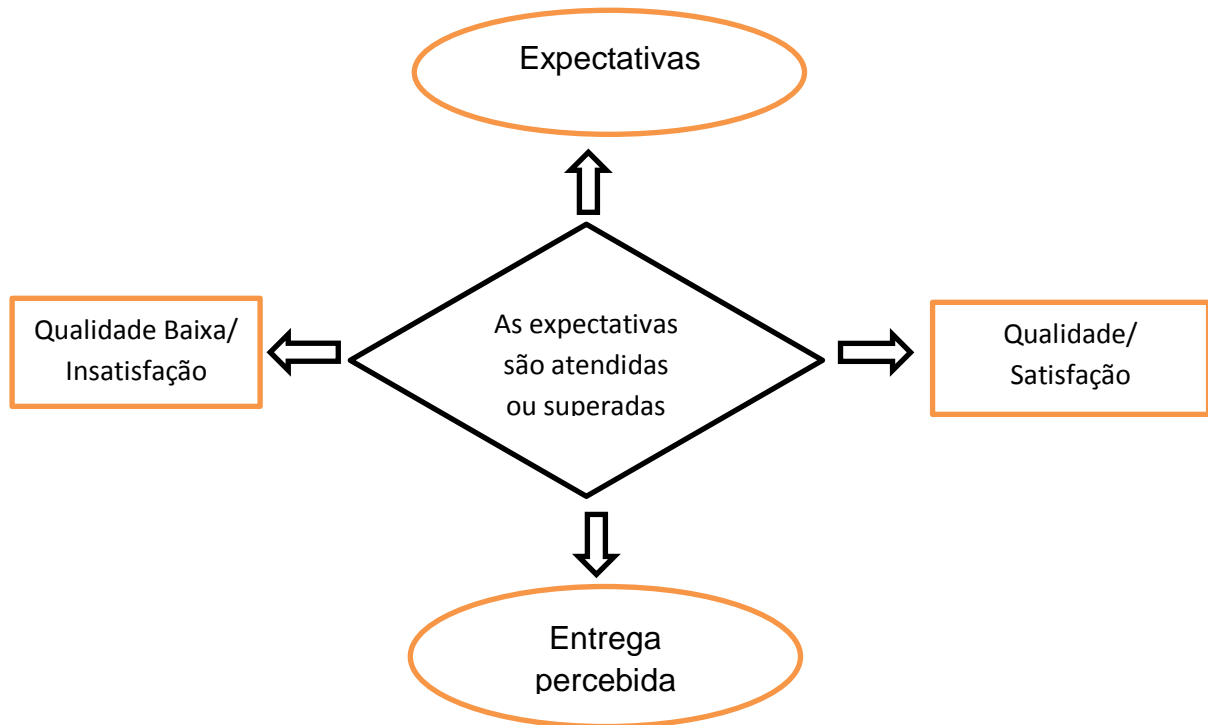 Expectativas
Qualidade Baixa/
Insatisfação
As expectativas
são atendidas
ou superadas
Qualidade/
Satisfação
Entrega
percebida